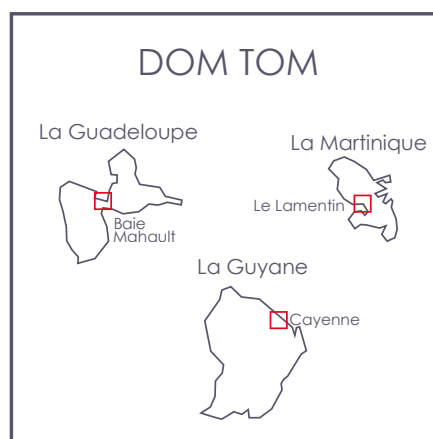 DOM TOM
La Guadeloupe
La Martinique
Le Lamentin
Baie
Mahault
La Guyane
Cayenne